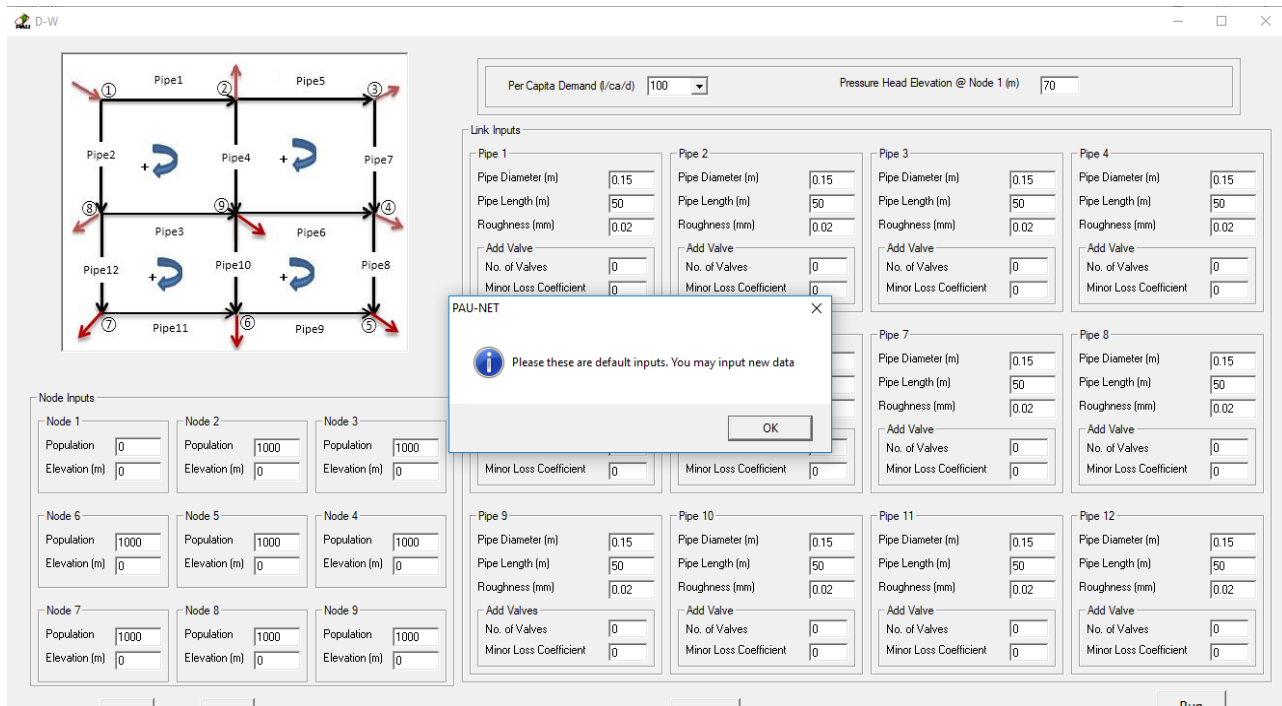 D-W
Pipe1
Pipe5
①
②
③
Pipe2
+
Pipe4
+
Pipe7
⑧
⑨
④
Pipe3
Pipe6
Pipe12
+
Pipe10
+
Pipe8
⑦
Pipe11
⑥
Pipe9
⑤
Per Capita Demand (l/ca/d) 100
Pressure Head Elevation @ Node 1 (m) 70
Link Inputs
Pipe 1
Pipe Diameter (m) 0.15
Pipe Length (m) 50
Roughness (mm) 0.02
Add Valve
No. of Valves 0
Minor Loss Coefficient 0
Pipe 2
Pipe Diameter (m) 0.15
Pipe Length (m) 50
Roughness (mm) 0.02
Add Valve
No. of Valves 0
Minor Loss Coefficient 0
Pipe 3
Pipe Diameter (m) 0.15
Pipe Length (m) 50
Roughness (mm) 0.02
Add Valve
No. of Valves 0
Minor Loss Coefficient 0
Pipe 4
Pipe Diameter (m) 0.15
Pipe Length (m) 50
Roughness (mm) 0.02
Add Valve
No. of Valves 0
Minor Loss Coefficient 0
PAU-NET
Please these are default inputs. You may input new data
OK
Minor Loss Coefficient 0
Minor Loss Coefficient 0
Pipe 7
Pipe Diameter (m) 0.15
Pipe Length (m) 50
Roughness (mm) 0.02
Add Valve
No. of Valves 0
Minor Loss Coefficient 0
Pipe 8
Pipe Diameter (m) 0.15
Pipe Length (m) 50
Roughness (mm) 0.02
Add Valve
No. of Valves 0
Minor Loss Coefficient 0
Node Inputs
Node 1
Population 0
Elevation (m) 0
Node 2
Population 1000
Elevation (m) 0
Node 3
Population 1000
Elevation (m) 0
Node 6
Population 1000
Elevation (m) 0
Node 5
Population 1000
Elevation (m) 0
Node 4
Population 1000
Elevation (m) 0
Node 7
Population 1000
Elevation (m) 0
Node 8
Population 1000
Elevation (m) 0
Node 9
Population 1000
Elevation (m) 0
Pipe 9
Pipe Diameter (m) 0.15
Pipe Length (m) 50
Roughness (mm) 0.02
Add Valves
No. of Valves 0
Minor Loss Coefficient 0
Pipe 10
Pipe Diameter (m) 0.15
Pipe Length (m) 50
Roughness (mm) 0.02
Add Valve
No. of Valves 0
Minor Loss Coefficient 0
Pipe 11
Pipe Diameter (m) 0.15
Pipe Length (m) 50
Roughness (mm) 0.02
Add Valve
No. of Valves 0
Minor Loss Coefficient 0
Pipe 12
Pipe Diameter (m) 0.15
Pipe Length (m) 50
Roughness (mm) 0.02
Add Valve
No. of Valves 0
Minor Loss Coefficient 0
Run